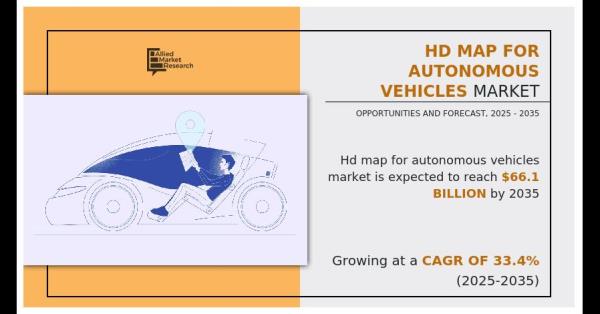 Allied
Market
Research
HD MAP FOR
AUTONOMOUS
VEHICLES MARKET
OPPORTUNITIES AND FORECAST, 2025 - 2035
Hd map for autonomous vehicles
market is expected to reach $66.1
BILLION by 2035
Growing at a CAGR OF 33.4%
(2025-2035)